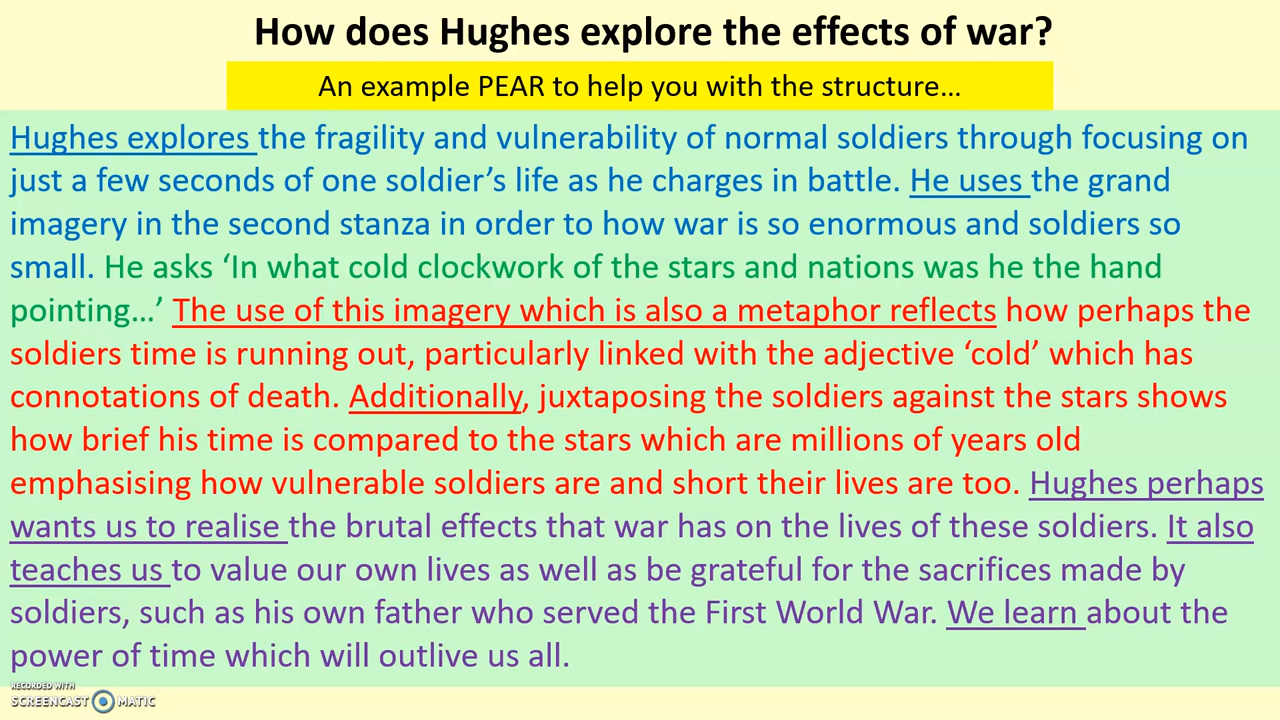 How does Hughes explore the effects of war?
An example PEAR to help you with the structure…
Hughes explores the fragility and vulnerability of normal soldiers through focusing on
just a few seconds of one soldier’s life as he charges in battle. He uses the grand
imagery in the second stanza in order to how war is so enormous and soldiers so
small. He asks ‘In what cold clockwork of the stars and nations was he the hand
pointing…’ The use of this imagery which is also a metaphor reflects how perhaps the
soldiers time is running out, particularly linked with the adjective ‘cold’ which has
connotations of death. Additionally, juxtaposing the soldiers against the stars shows
how brief his time is compared to the stars which are millions of years old
emphasising how vulnerable soldiers are and short their lives are too. Hughes perhaps
wants us to realise the brutal effects that war has on the lives of these soldiers. It also
teaches us to value our own lives as well as be grateful for the sacrifices made by
soldiers, such as his own father who served the First World War. We learn about the
power of time which will outlive us all.
RECORDED WITH
SCREENCAST MATIC